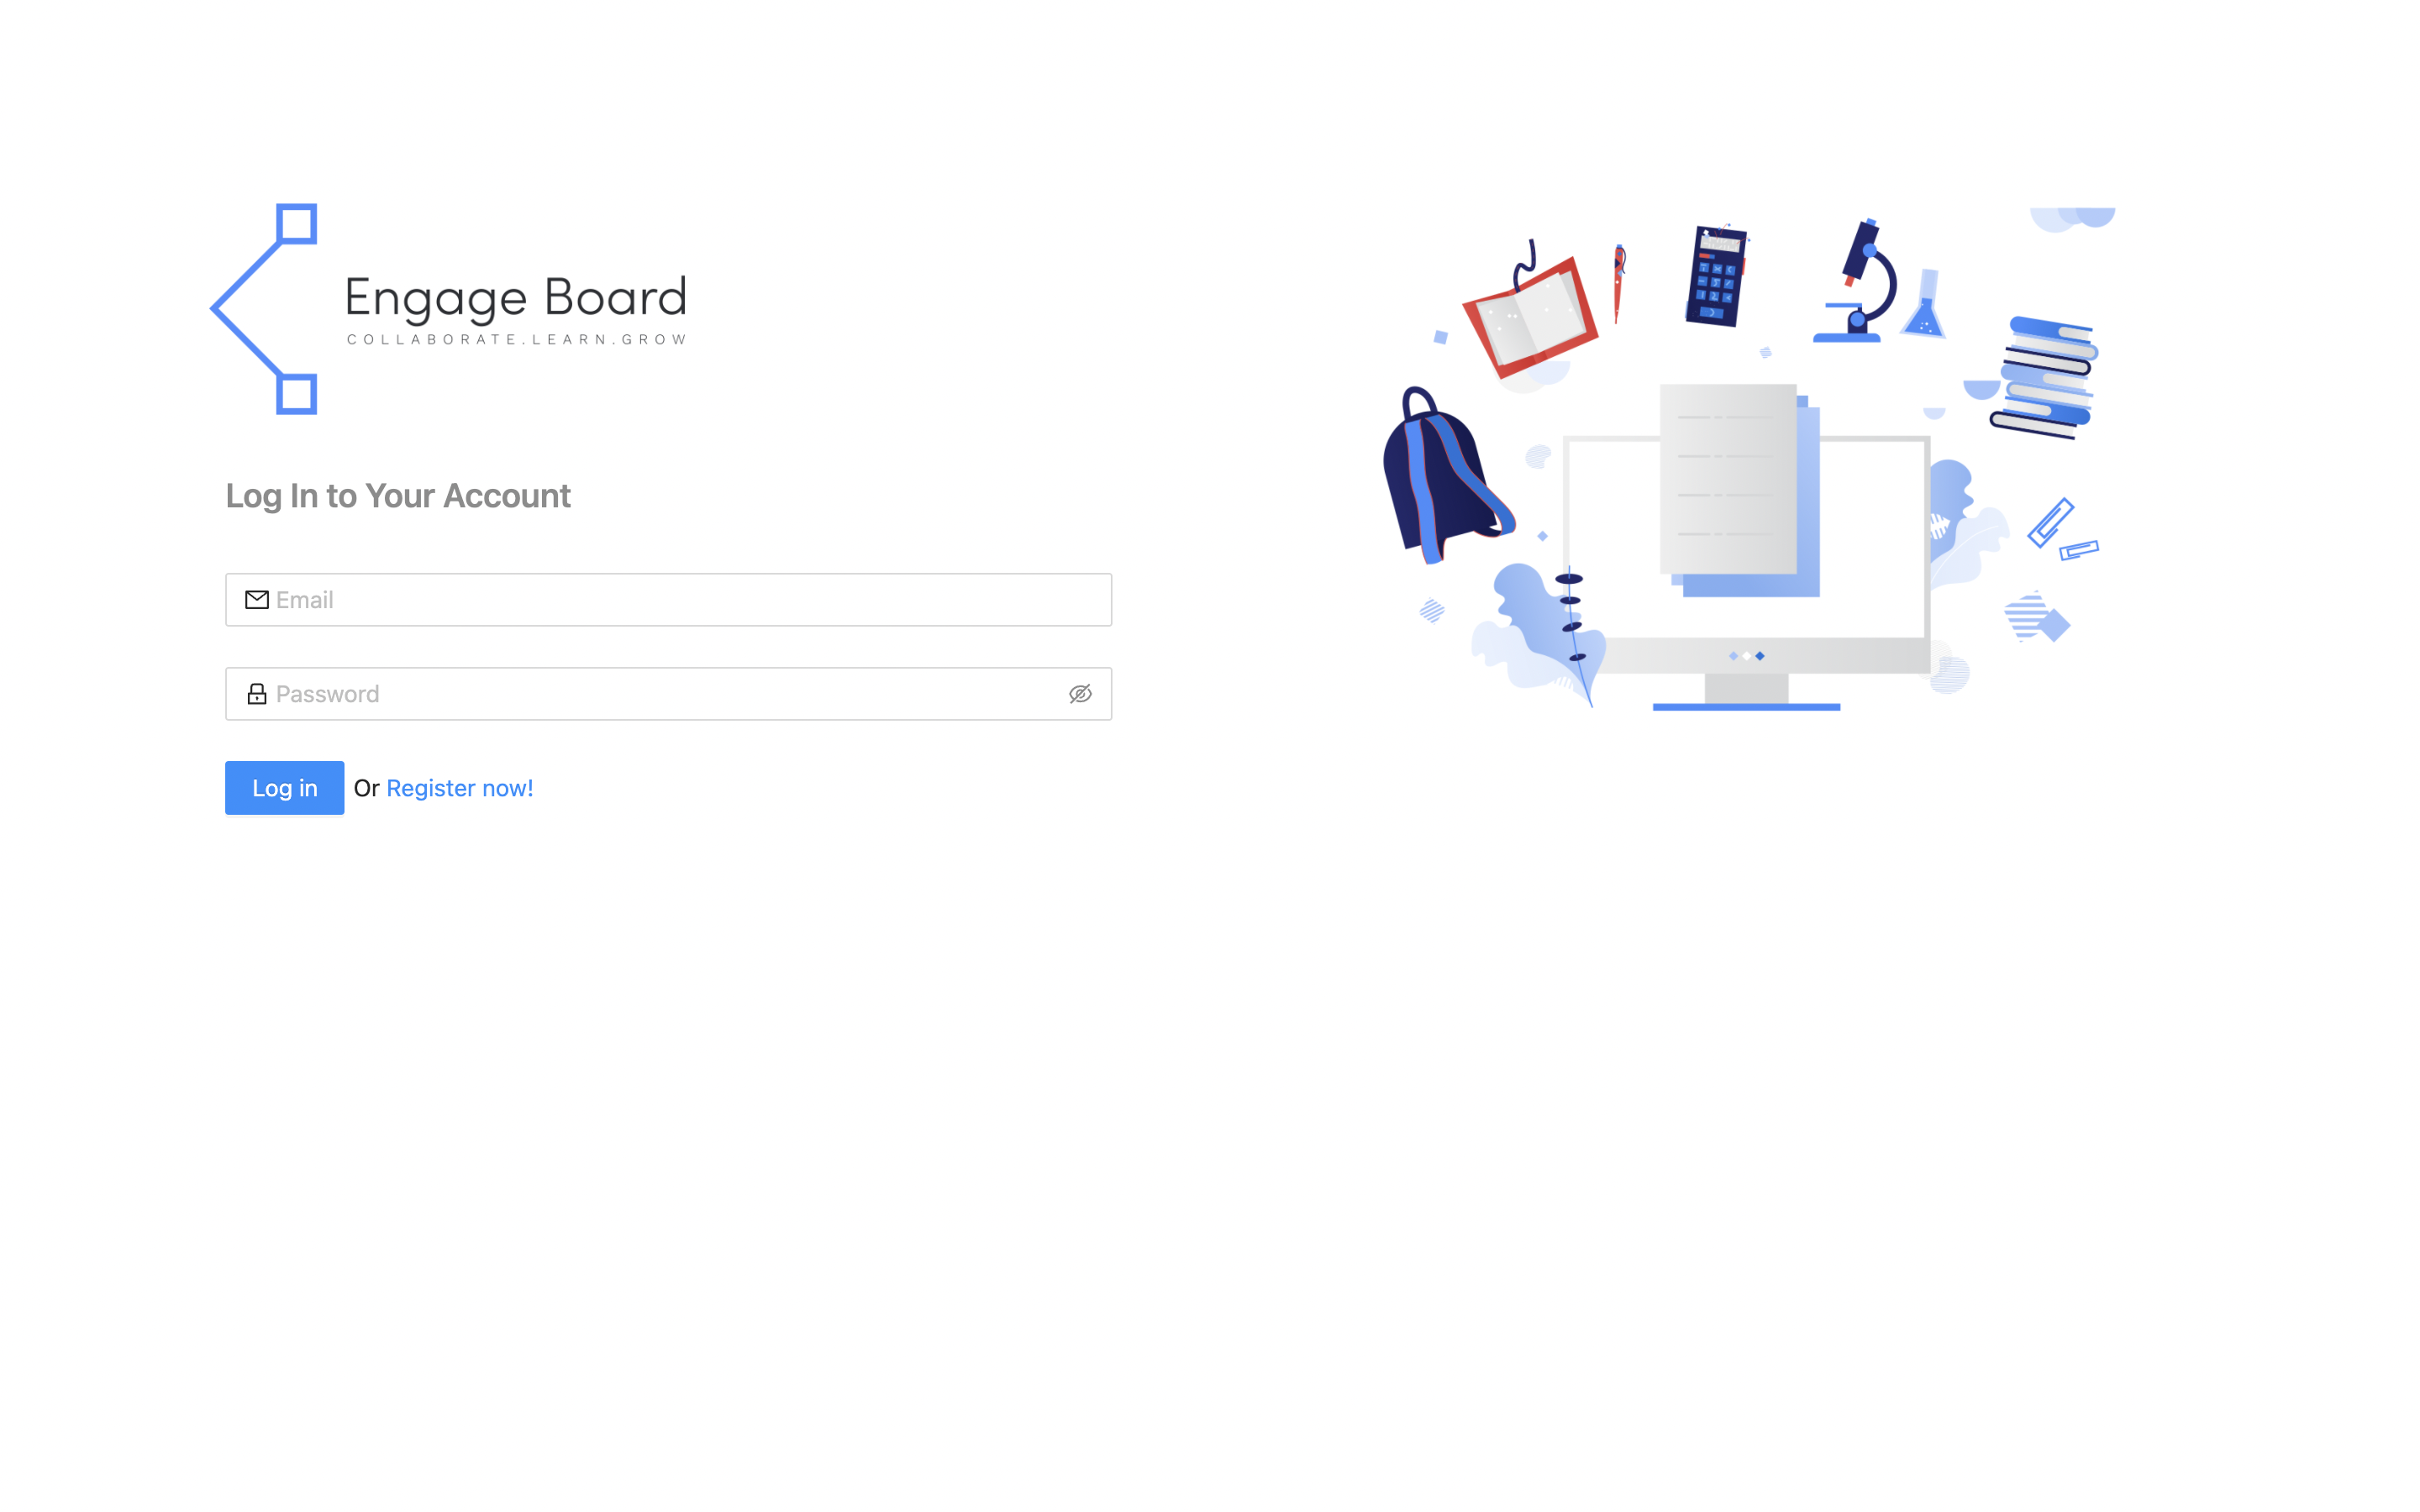 Engage Board
COLLABORATE.LEARN.GROW
Log In to Your Account
Email
Password
Log in Or Register now!